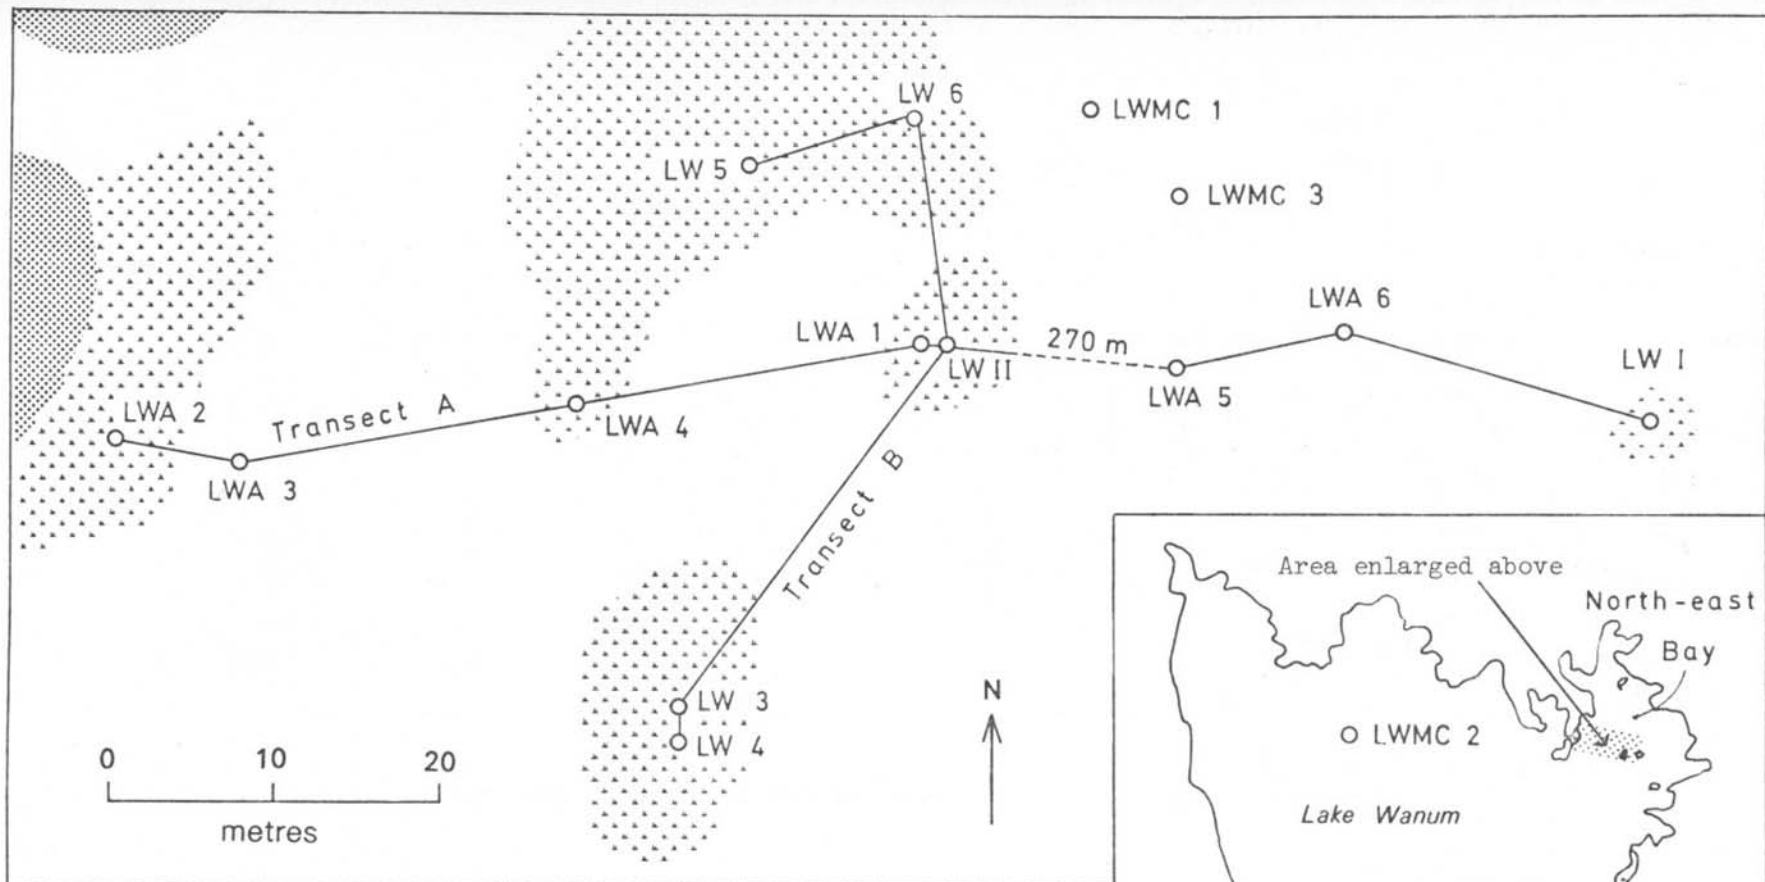 LW 6
LWMC 1
LW 5
LWMC 3
LWA 6
LWA 1
270 m
LW II
LW I
LWA 5
LWA 2
Transect A
LWA 4
LWA 3
Transect B
Area enlarged above
North-east
Bay
LW 3
N
LW 4
LWMC 2
0 10 20
metres
Lake Wanum